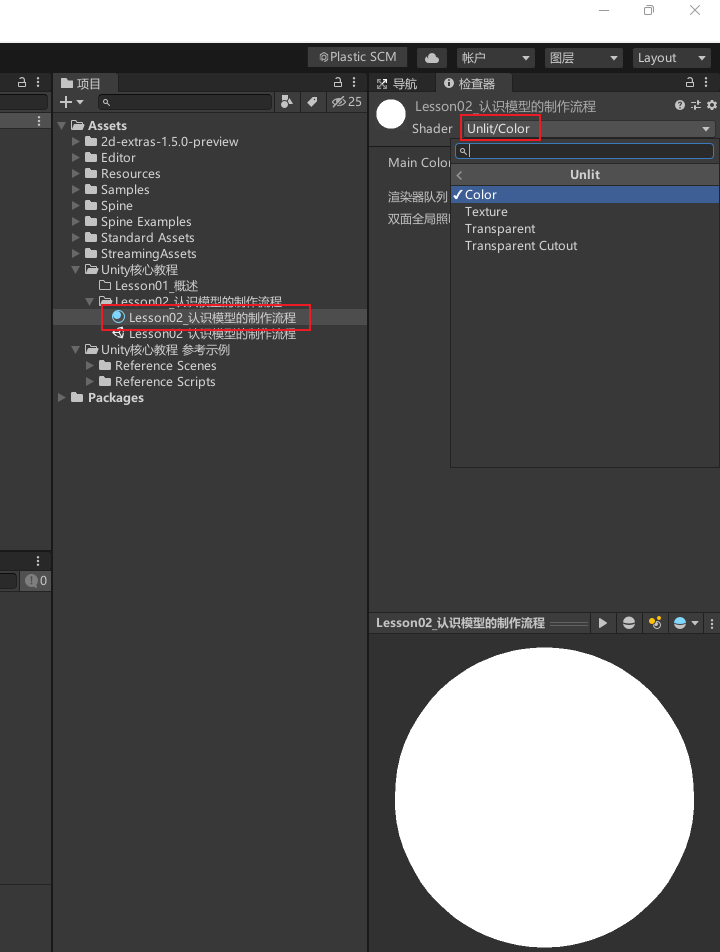 Plastic SCM
帐户
图层
Layout
项目
25
Assets
2d-extras-1.5.0-preview
Editor
Resources
Samples
Spine
Spine Examples
Standard Assets
StreamingAssets
Unity核心教程
Lesson01_概述
Lesson02_认识模型的制作流程
Lesson02_认识模型的制作流程
Lesson02_认识模型的制作流程
Unity核心教程 参考示例
Reference Scenes
Reference Scripts
Packages
0
导航
检查器
Lesson02_认识模型的制作流程
Shader
Unlit/Color
Main Color
渲染器队列
双面全局照
Unlit
Color
Texture
Transparent
Transparent Cutout
Lesson02_认识模型的制作流程